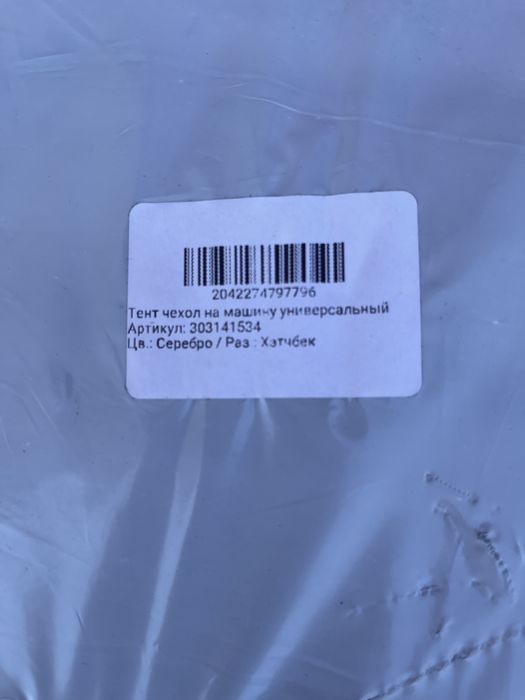 2042274797796
Тент чехол на машину универсальный
Артикул: 303141534
Цв.: Серебро / Раз.: Хэтчбек